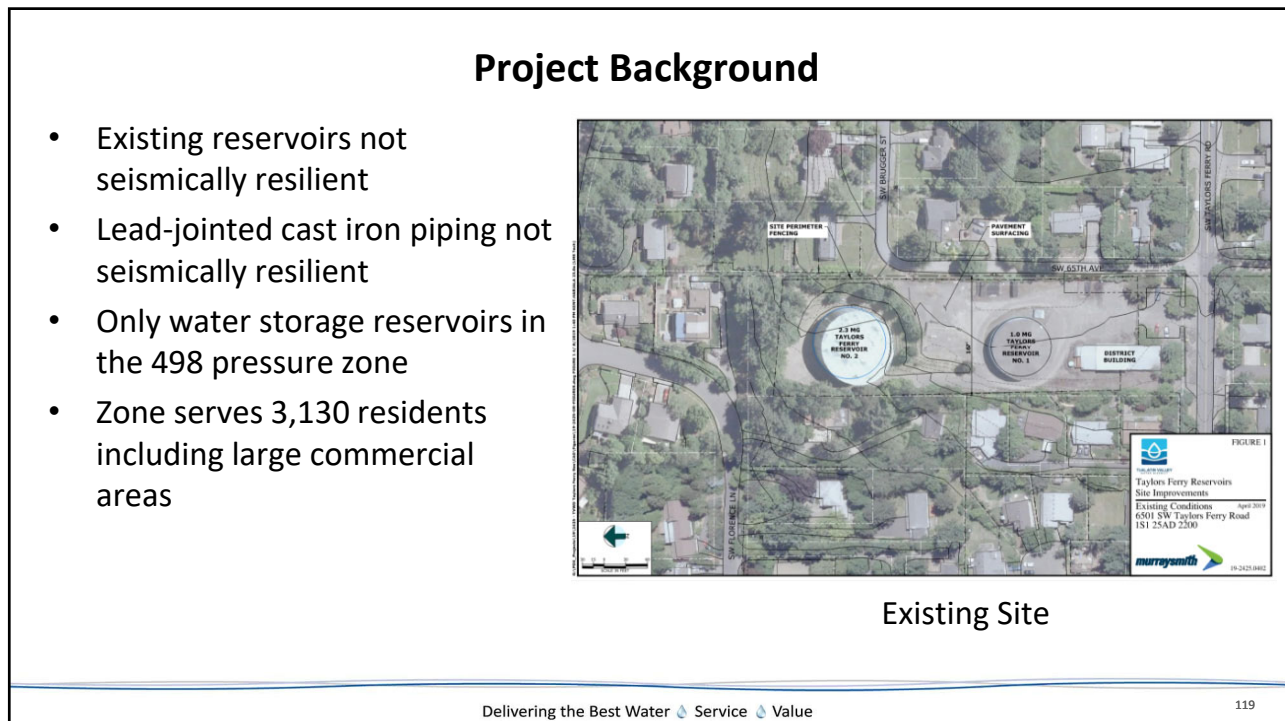 Project Background
• Existing reservoirs not
seismically resilient
• Lead-jointed cast iron piping not
seismically resilient
• Only water storage reservoirs in
the 498 pressure zone
• Zone serves 3,130 residents
including large commercial
areas
SW BRUGGER ST
SW TAYLORS FERRY RD
SITE PERIMETER
FENCING
PAVEMENT
SURFACING
SW 65TH AVE
2.3 MG
TAYLORS
FERRY
RESERVOIR
NO. 2
1.0 MG
TAYLORS
FERRY
RESERVOIR
NO. 1
DISTRICT
BUILDING
SW FLORENCE LN
FIGURE 1
TUALATIN VALLEY
Taylors Ferry Reservoirs
Site Improvements
Existing Conditions April 2019
6501 SW Taylors Ferry Road
1S1 25AD 2200
murraysmith
19-2425.0402
SCALE IN FEET
Existing Site
Delivering the Best Water Service Value
119